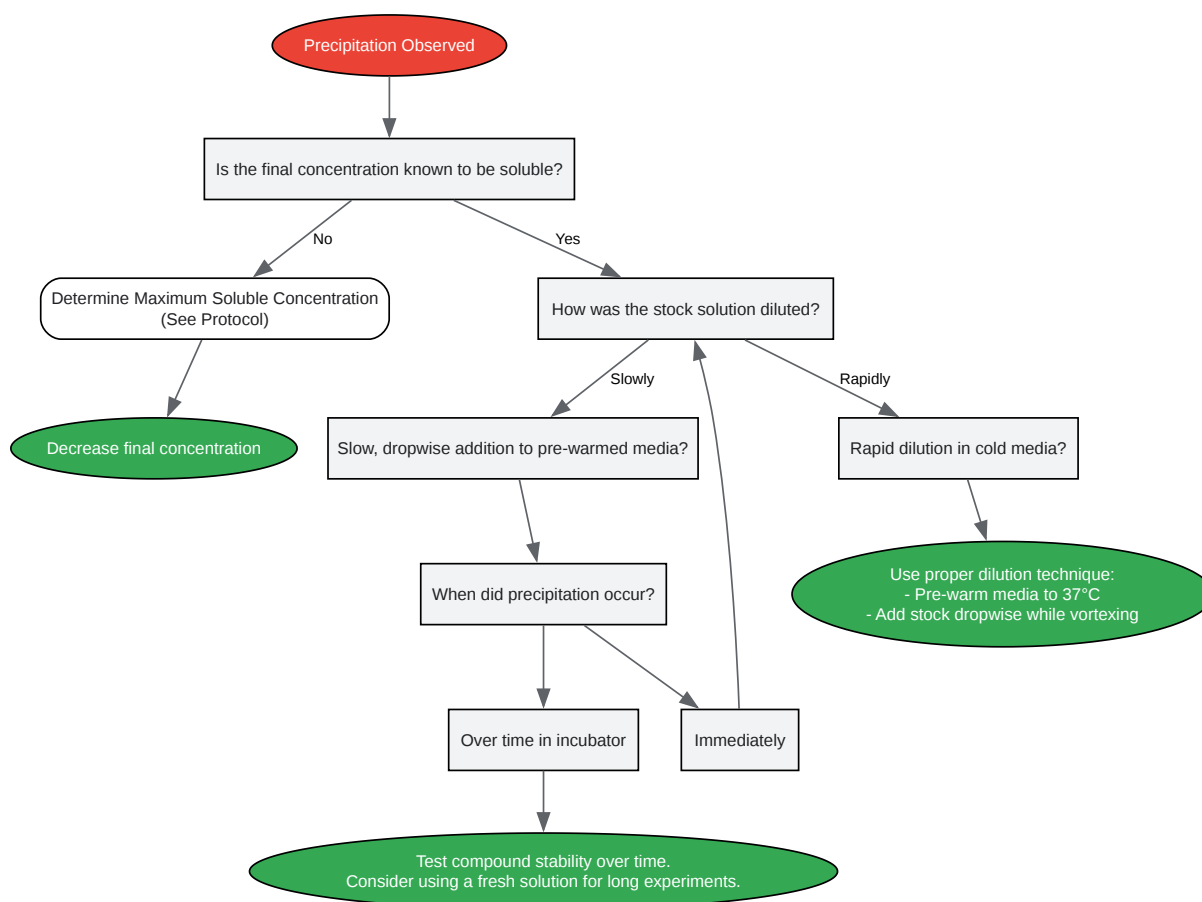 Precipitation Observed
Is the final concentration known to be soluble?
No
Yes
Determine Maximum Soluble Concentration
(See Protocol)
How was the stock solution diluted?
Slowly
Rapidly
Decrease final concentration
Slow, dropwise addition to pre-warmed media?
Rapid dilution in cold media?
When did precipitation occur?
Use proper dilution technique:
- Pre-warm media to 37°C
- Add stock dropwise while vortexing
Over time in incubator
Immediately
Test compound stability over time.
Consider using a fresh solution for long experiments.